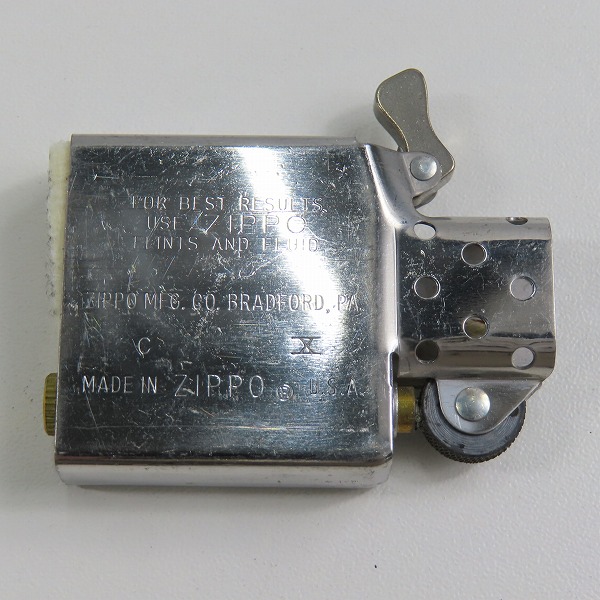 FOR BEST RESULTS
USE ZIPPO
FLINTS AND FLUID
ZIPPO MFG. CO. BRADFORD, PA.
C X
MADE IN ZIPPO ® U.S.A.